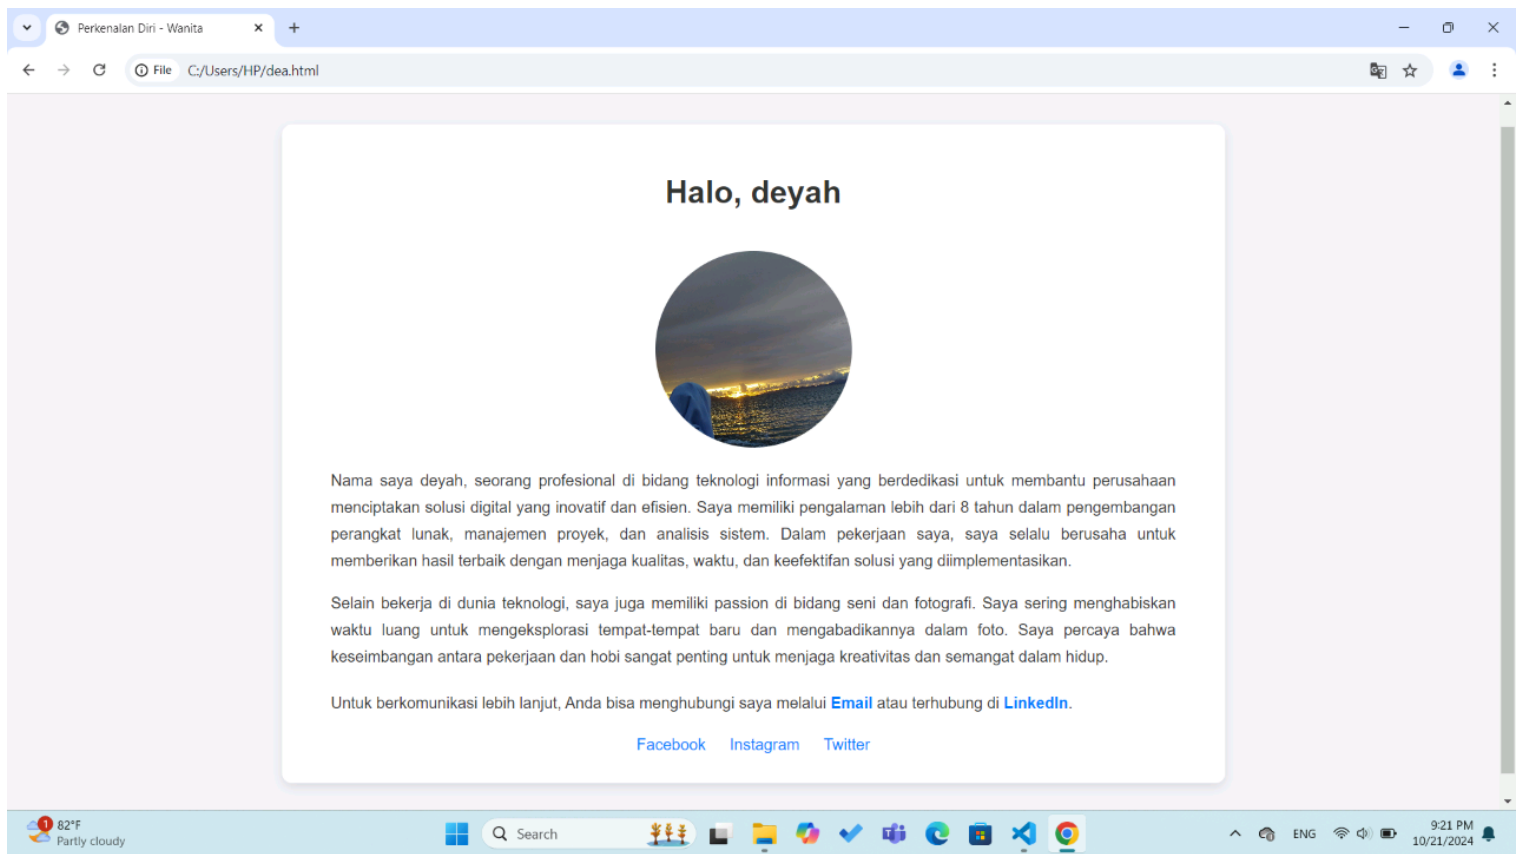 Perkenalan Diri - Wanita
File C:/Users/HP/dea.html
Halo, deyah
Nama saya deyah, seorang profesional di bidang teknologi informasi yang berdedikasi untuk membantu perusahaan
menciptakan solusi digital yang inovatif dan efisien. Saya memiliki pengalaman lebih dari 8 tahun dalam pengembangan
perangkat lunak, manajemen proyek, dan analisis sistem. Dalam pekerjaan saya, saya selalu berusaha untuk
memberikan hasil terbaik dengan menjaga kualitas, waktu, dan keefektifan solusi yang diimplementasikan.
Selain bekerja di dunia teknologi, saya juga memiliki passion di bidang seni dan fotografi. Saya sering menghabiskan
waktu luang untuk mengeksplorasi tempat-tempat baru dan mengabadikannya dalam foto. Saya percaya bahwa
keseimbangan antara pekerjaan dan hobi sangat penting untuk menjaga kreativitas dan semangat dalam hidup.
Untuk berkomunikasi lebih lanjut, Anda bisa menghubungi saya melalui Email atau terhubung di LinkedIn.
Facebook Instagram Twitter
1
82°F
Partly cloudy
Search
ENG
9:21 PM
10/21/2024